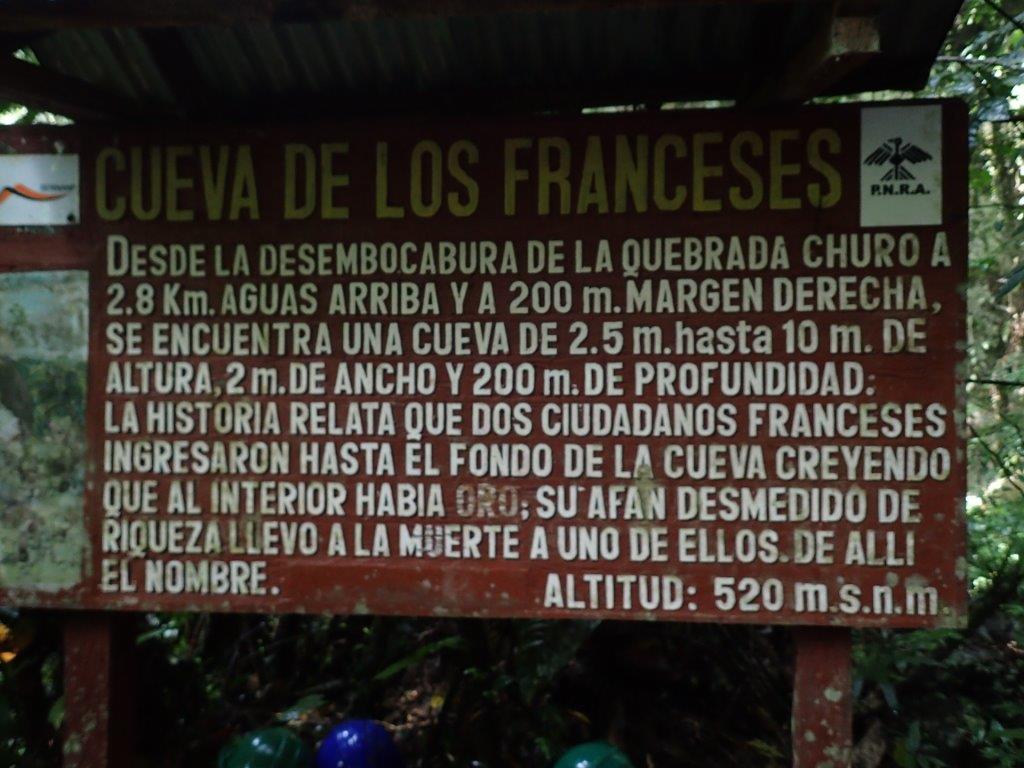 CUEVA DE LOS FRANCESES
P.N.R.A.
DESDE LA DESEMBOCABURA DE LA QUEBRADA CHURO A
2.8 Km. AGUAS ARRIBA Y A 200 m. MARGEN DERECHA,
SE ENCUENTRA UNA CUEVA DE 2.5 m. hasta 10 m. DE
ALTURA, 2 m. DE ANCHO Y 200 m. DE PROFUNDIDAD:
LA HISTORIA RELATA QUE DOS CIUDADANOS FRANCESES
INGRESARON HASTA EL FONDO DE LA CUEVA CREYENDO
QUE AL INTERIOR HABIA ORO; SU AFAN DESMEDIDO DE
RIQUEZA LLEVO A LA MUERTE A UNO DE ELLOS. DE ALLI
EL NOMBRE.
ALTITUD: 520 m.s.n.m.